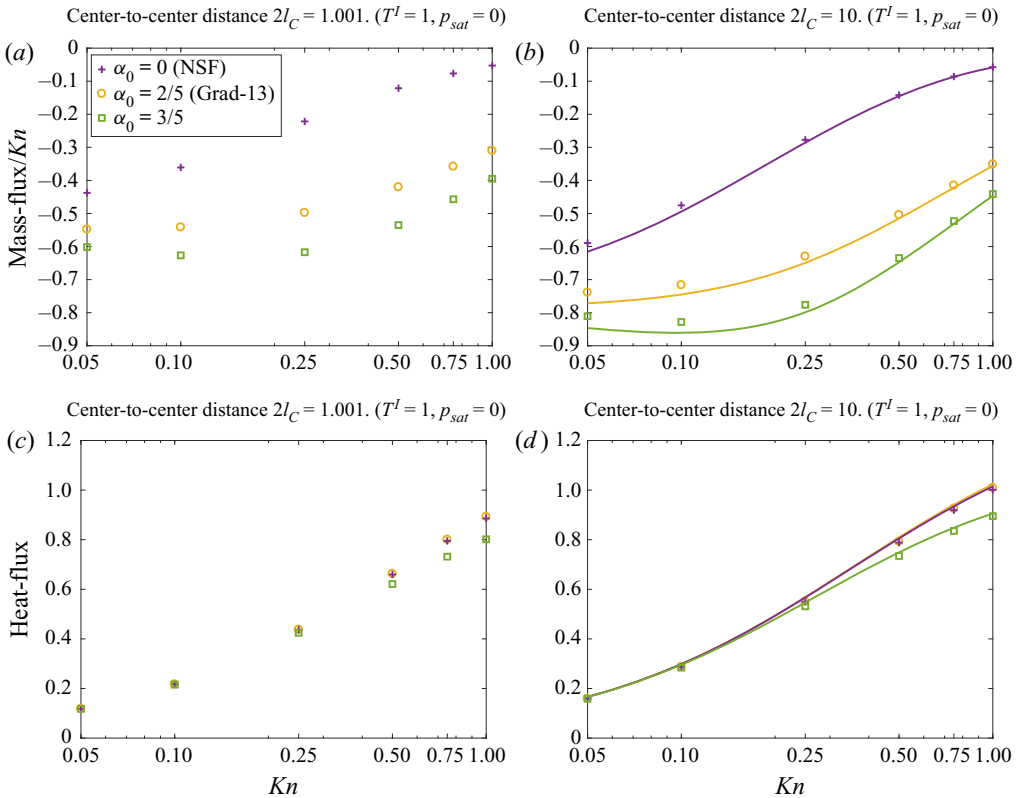 Center-to-center distance 2l_C = 1.001. (T^I = 1, p_sat = 0)
Center-to-center distance 2l_C = 10. (T^I = 1, p_sat = 0)
(a)
(b)
α_0 = 0 (NSF)
α_0 = 2/5 (Grad-13)
α_0 = 3/5
Mass-flux/Kn
0
−0.1
−0.2
−0.3
−0.4
−0.5
−0.6
−0.7
−0.8
−0.9
0.05 0.10 0.25 0.50 0.75 1.00
0
−0.1
−0.2
−0.3
−0.4
−0.5
−0.6
−0.7
−0.8
−0.9
0.05 0.10 0.25 0.50 0.75 1.00
Center-to-center distance 2l_C = 1.001. (T^I = 1, p_sat = 0)
Center-to-center distance 2l_C = 10. (T^I = 1, p_sat = 0)
(c)
(d)
Heat-flux
1.2
1.0
0.8
0.6
0.4
0.2
0
0.05 0.10 0.25 0.50 0.75 1.00
Kn
1.2
1.0
0.8
0.6
0.4
0.2
0
0.05 0.10 0.25 0.50 0.75 1.00
Kn